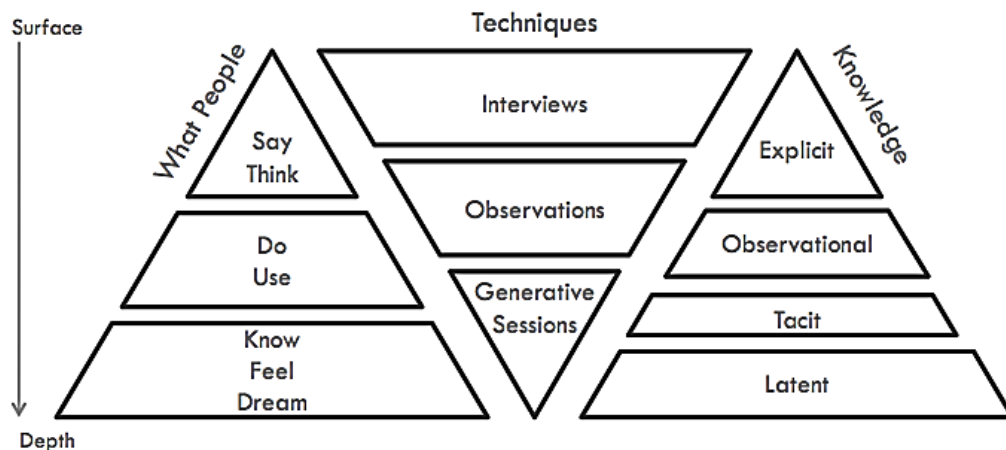 Surface
Techniques
What People
Knowledge
Interviews
Say
Think
Explicit
Observations
Do
Use
Observational
Generative
Sessions
Tacit
Know
Feel
Dream
Latent
Depth